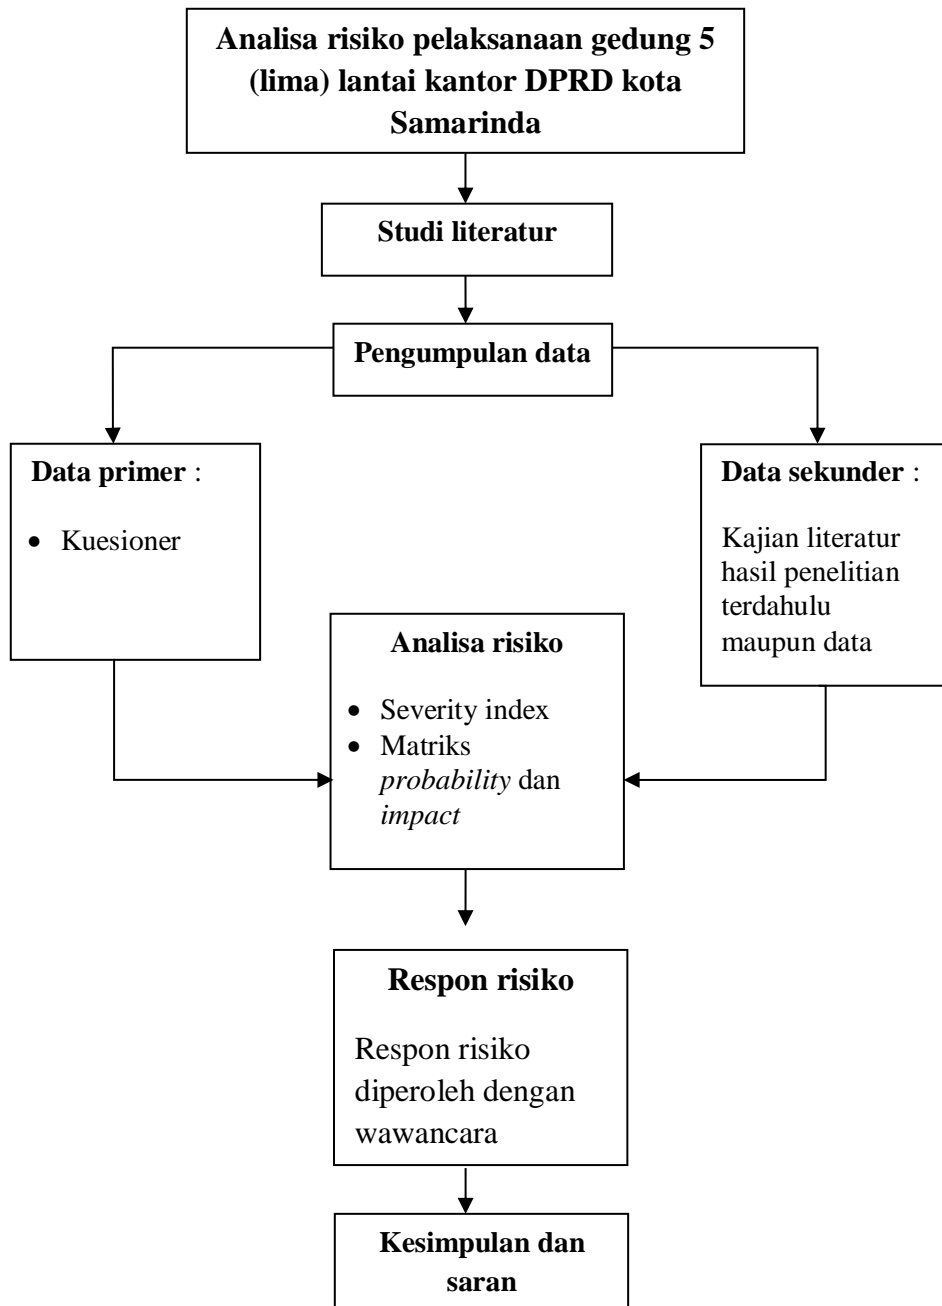 Analisa risiko pelaksanaan gedung 5
(lima) lantai kantor DPRD kota
Samarinda
Studi literatur
Pengumpulan data
Data primer :
• Kuesioner
Data sekunder :
Kajian literatur
hasil penelitian
terdahulu
maupun data
Analisa risiko
• Severity index
• Matriks
probability dan
impact
Respon risiko
Respon risiko
diperoleh dengan
wawancara
Kesimpulan dan
saran